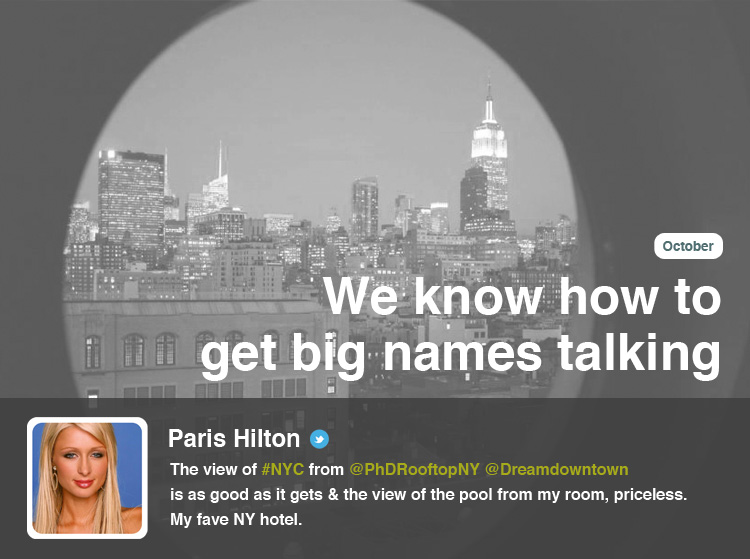 October
We know how to
get big names talking
Paris Hilton
The view of #NYC from @PhDRooftopNY @Dreamdowntown
is as good as it gets & the view of the pool from my room, priceless.
My fave NY hotel.